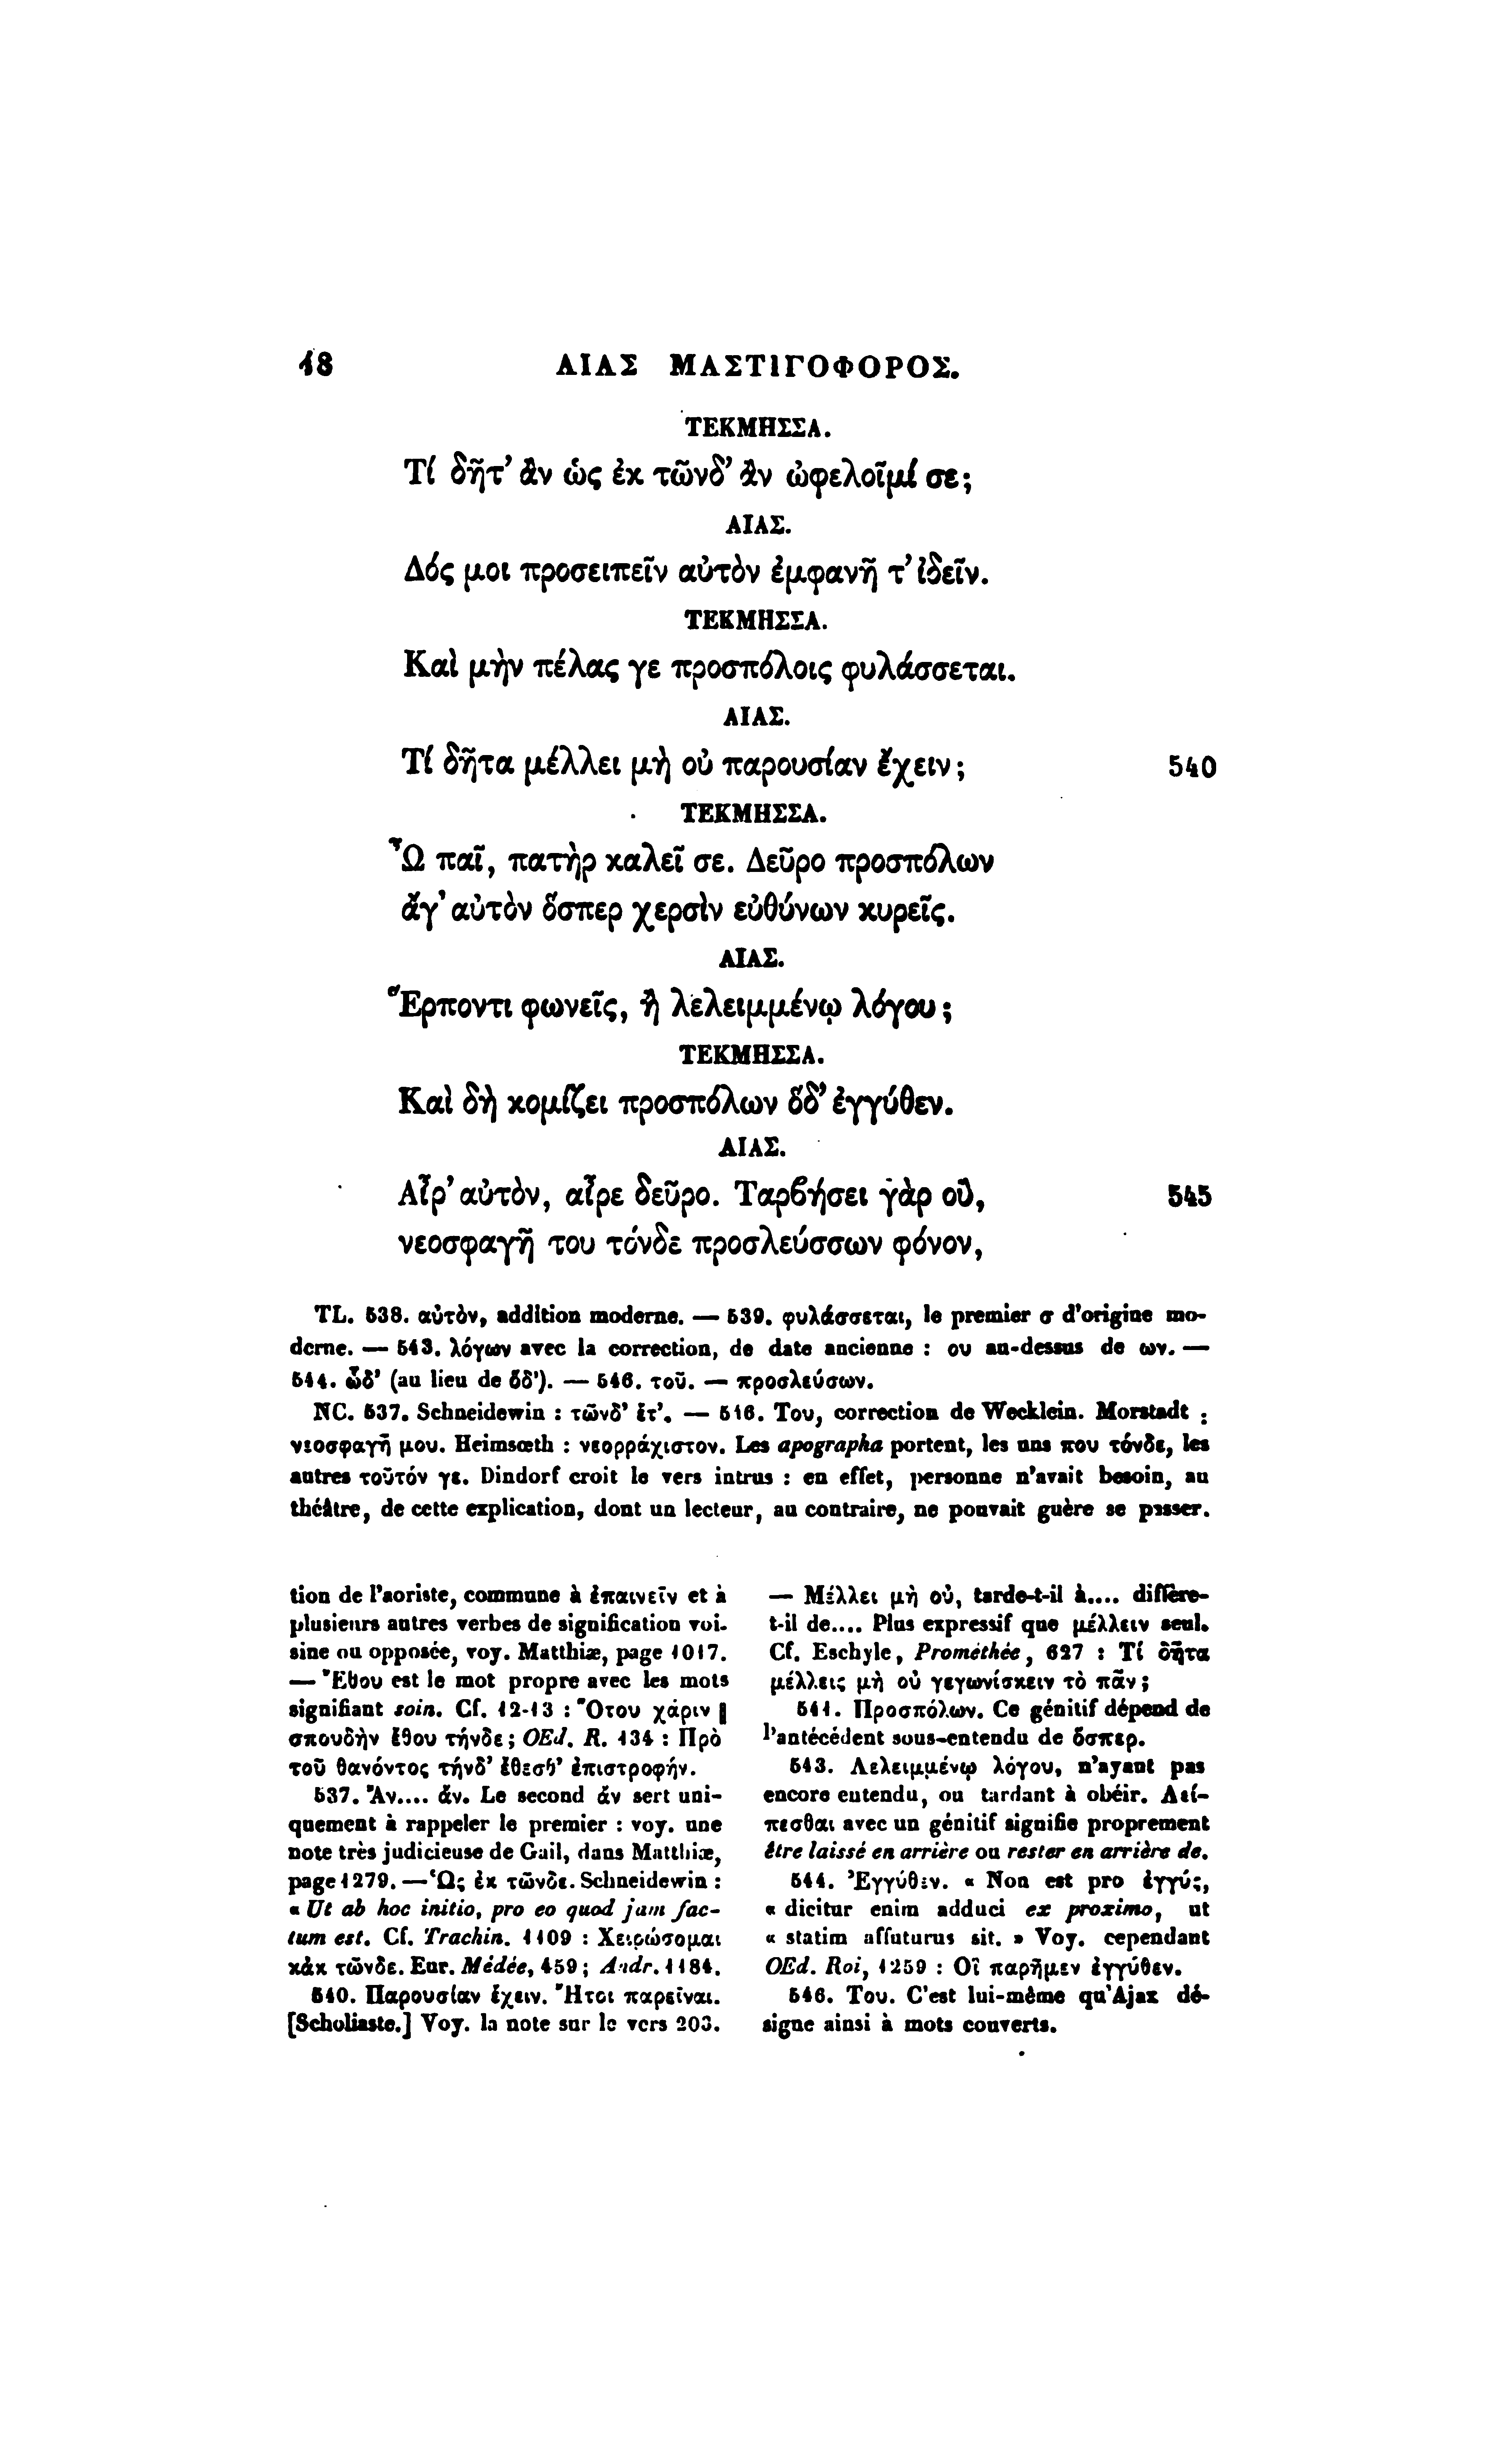 48 ΑΙΑΣ ΜΑΣΤΙΓΟΦΟΡΟΣ.
ΤΕΚΜΗΣΣΑ.
Τί δῆτ’ ἂν ὡς ἐκ τῶνδ’ ἂν ὠφελοῖμί σε;
ΑΙΑΣ.
Δός μοι προσειπεῖν αὐτὸν ἐμφανῆ τ’ ἰδεῖν.
ΤΕΚΜΗΣΣΑ.
Καὶ μὴν πέλας γε προσπόλοις φυλάσσεται.
ΑΙΑΣ.
Τί δῆτα μέλλει μὴ οὐ παρουσίαν ἔχειν; 540
ΤΕΚΜΗΣΣΑ.
Ὦ παῖ, πατὴρ καλεῖ σε. Δεῦρο προσπόλων
ἄγ’ αὐτὸν ὅσπερ χερσὶν εὐθύνων κυρεῖς.
ΑΙΑΣ.
Ἕρποντι φωνεῖς, ἢ λελειμμένῳ λόγου;
ΤΕΚΜΗΣΣΑ.
Καὶ δὴ κομίζει προσπόλων ὅδ’ ἐγγύθεν.
ΑΙΑΣ.
Αἶρ’ αὐτὸν, αἶρε δεῦρο. Ταρβήσει γὰρ οὒ, 545
νεοσφαγῆ του τόνδε προσλεύσσων φόνον,
TL. 538. αὐτὸν, addition moderne. — 539. φυλάσσεται, le premier σ d’origine mo-
derne. — 543. λόγων avec la correction, de date ancienne : ου au-dessus de ων. —
544. ὧδ’ (au lieu de ὅδ’). — 546. τοῦ. — προσλεύσων.
NC. 537. Schneidewin : τῶνδ’ ἔτ’. — 546. Του, correction de Wecklein. Morstadt :
νεοσφαγῆ μου. Heimsœth : νεορράχιστον. Les apographa portent, les uns που τόνδε, les
autres τοῦτόν γε. Dindorf croit le vers intrus : en effet, personne n’avait besoin, au
théâtre, de cette explication, dont un lecteur, au contraire, ne pouvait guère se passer.
tion de l’aoriste, commune à ἐπαινεῖν et à
plusieurs autres verbes de signification voi-
sine ou opposée, voy. Matthiæ, page 1017.
— Ἔθου est le mot propre avec les mots
signifiant soin. Cf. 12-13 : Ὅτου χάριν |
σπουδὴν ἔθου τήνδε; OEd. R. 134 : Πρὸ
τοῦ θανόντος τήνδ’ ἔθεσθ’ ἐπιστροφήν.
537. Ἄν.... ἄν. Le second ἄν sert uni-
quement à rappeler le premier : voy. une
note très judicieuse de Gail, dans Matthiæ,
page 1279. — Ὡς ἐκ τῶνδε. Schneidewin :
« Ut ab hoc initio, pro eo quod jam fac-
tum est. Cf. Trachin. 1109 : Χειρώσομαι
κἀκ τῶνδε. Eur. Médée, 459; Andr. 1184.
540. Παρουσίαν ἔχειν. Ἤτοι παρεῖναι.
[Scholiaste.] Voy. la note sur le vers 203.
— Μέλλει μὴ οὐ, tarde-t-il à.... diffère-
t-il de.... Plus expressif que μέλλειν seul.
Cf. Eschyle, Prométhée, 627 : Τί δῆτα
μέλλεις μὴ οὐ γεγωνίσκειν τὸ πᾶν;
541. Προσπόλων. Ce génitif dépend de
l’antécédent sous-entendu de ὅσπερ.
543. Λελειμμένῳ λόγου, n’ayant pas
encore entendu, ou tardant à obéir. Λεί-
πεσθαι avec un génitif signifie proprement
être laissé en arrière ou rester en arrière de.
544. Ἐγγύθεν. « Non est pro ἐγγύς,
« dicitur enim adduci ex proximo, ut
« statim affuturus sit. » Voy. cependant
OEd. Roi, 1259 : Οἳ παρῆμεν ἐγγύθεν.
546. Του. C’est lui-même qu’Ajax dé-
signe ainsi à mots couverts.